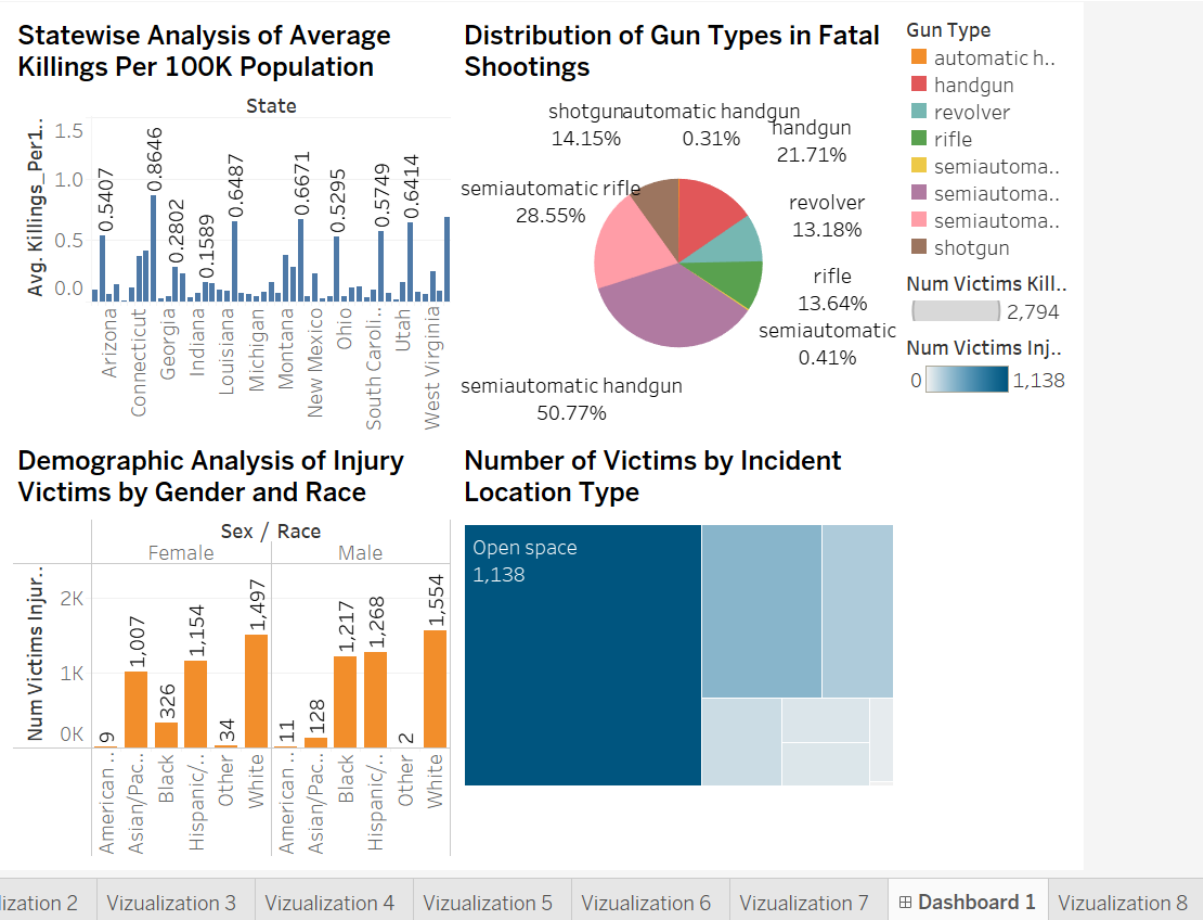 Statewise Analysis of Average
Killings Per 100K Population
State
Avg. Killings_Per1..
1.5
1.0
0.5
0.0
0.5407
0.8646
0.2802
0.1589
0.6487
0.6671
0.5295
0.5749
0.6414
Arizona
Connecticut
Georgia
Indiana
Louisiana
Michigan
Montana
New Mexico
Ohio
South Caroli..
Utah
West Virginia
Distribution of Gun Types in Fatal
Shootings
shotgun
14.15%
automatic handgun
0.31%
handgun
21.71%
semiautomatic rifle
28.55%
revolver
13.18%
rifle
13.64%
semiautomatic
0.41%
semiautomatic handgun
50.77%
Gun Type
automatic h..
handgun
revolver
rifle
semiautoma..
semiautoma..
semiautoma..
shotgun
Num Victims Kill..
2,794
Num Victims Inj..
0
1,138
Demographic Analysis of Injury
Victims by Gender and Race
Sex / Race
Female
Male
Num Victims Injur..
2K
1K
0K
9
1,007
326
1,154
34
1,497
11
128
1,217
1,268
2
1,554
American ..
Asian/Pac..
Black
Hispanic/..
Other
White
American ..
Asian/Pac..
Black
Hispanic/..
Other
White
Number of Victims by Incident
Location Type
Open space
1,138
lization 2
Vizualization 3
Vizualization 4
Vizualization 5
Vizualization 6
Vizualization 7
Dashboard 1
Vizualization 8